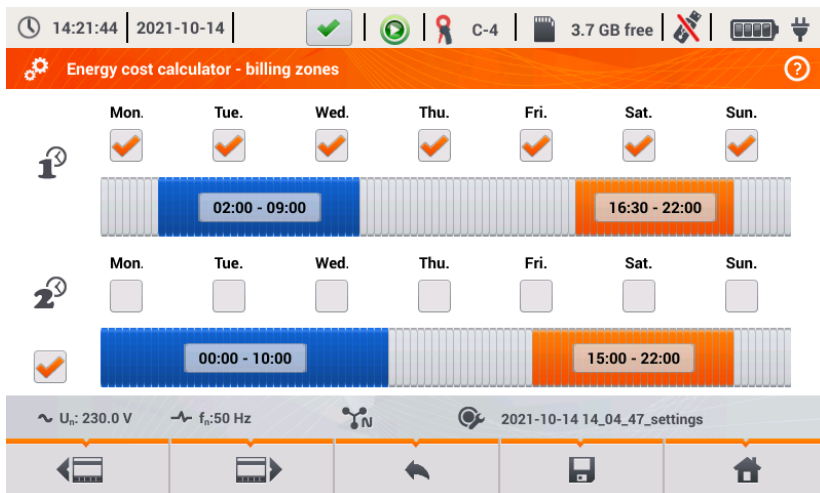 14:21:44 2021-10-14 C-4 3.7 GB free
Energy cost calculator - billing zones ?
Mon. Tue. Wed. Thu. Fri. Sat. Sun.
1
02:00 - 09:00 16:30 - 22:00
Mon. Tue. Wed. Thu. Fri. Sat. Sun.
2
00:00 - 10:00 15:00 - 22:00
Un: 230.0 V fn:50 Hz N 2021-10-14 14_04_47_settings